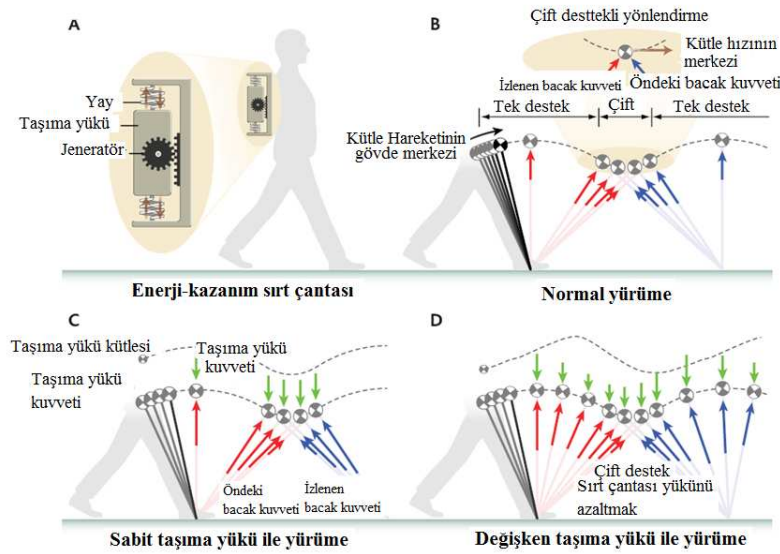 A
Yay
Taşıma yükü
Jeneratör
Enerji-kazanım sırt çantası
B
Çift desttekli yönlendirme
Kütle hızının
merkezi
İzlenen bacak kuvveti
Öndeki bacak kuvveti
Tek destek
Çift
Tek destek
Kütle Hareketinin
gövde merkezi
Normal yürüme
C
Taşıma yükü kütlesi
Taşıma yükü
kuvveti
Taşıma yükü
kuvveti
Öndeki
bacak kuvveti
İzlenen
bacak kuvveti
Sabit taşıma yükü ile yürüme
D
Çift destek
Sırt çantası yükünü
azaltmak
Değişken taşıma yükü ile yürüme